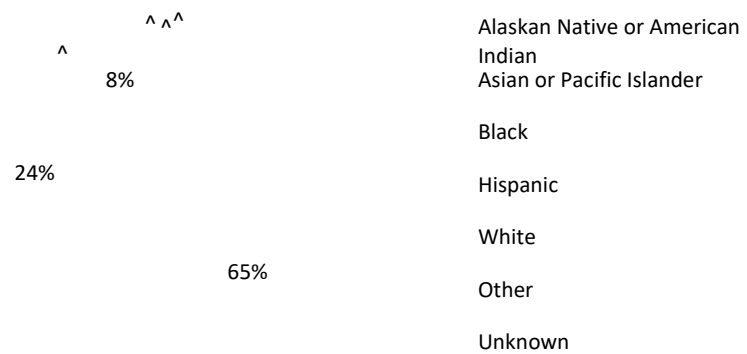 ^ ^ ^
^
8%
24%
65%
Alaskan Native or American
Indian
Asian or Pacific Islander
Black
Hispanic
White
Other
Unknown